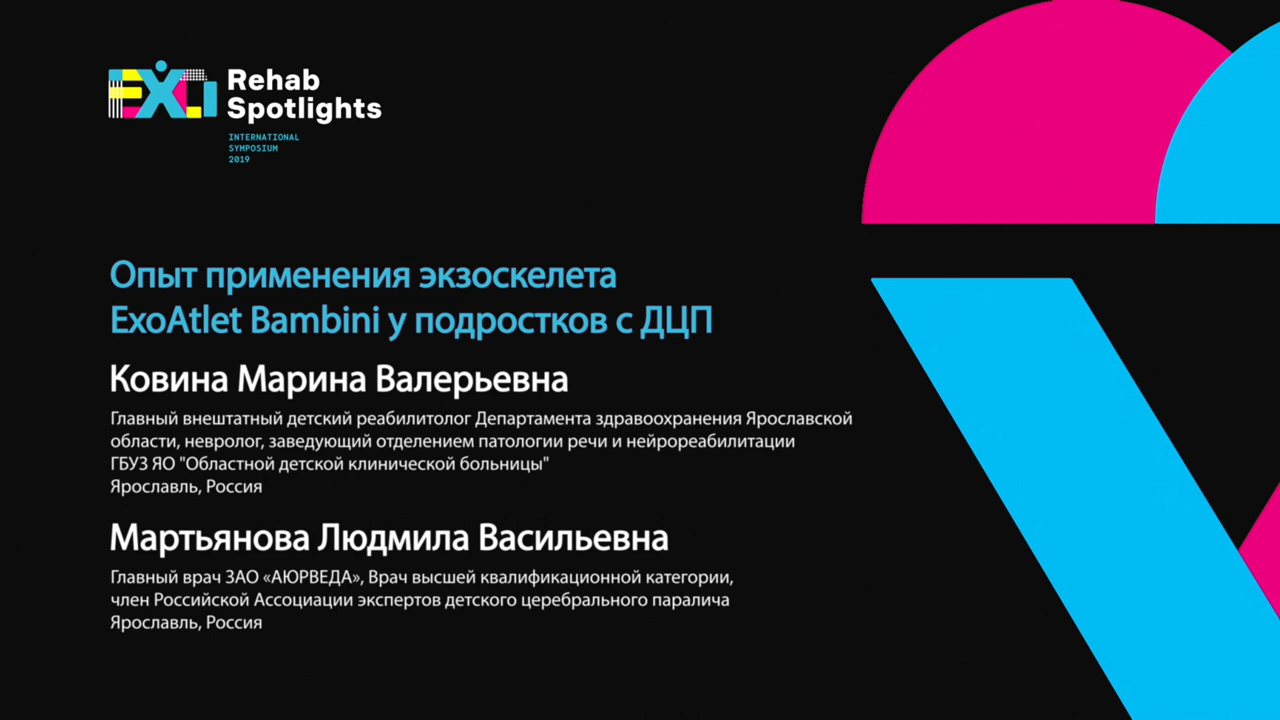 EXO
Rehab
Spotlights
INTERNATIONAL
SYMPOSIUM
2019
Опыт применения экзоскелета
ExoAtlet Bambini у подростков с ДЦП
Ковина Марина Валерьевна
Главный внештатный детский реабилитолог Департамента здравоохранения Ярославской
области, невролог, заведующий отделением патологии речи и нейрореабилитации
ГБУЗ ЯО "Областной детской клинической больницы"
Ярославль, Россия
Мартьянова Людмила Васильевна
Главный врач ЗАО «АЮРВЕДА», Врач высшей квалификационной категории,
член Российской Ассоциации экспертов детского церебрального паралича
Ярославль, Россия